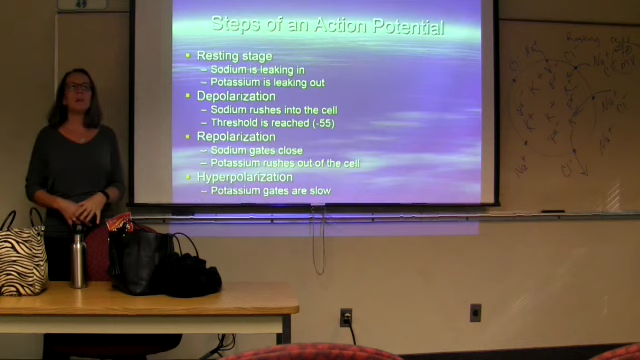 Steps of an Action Potential
Resting stage
– Sodium is leaking in
– Potassium is leaking out
Depolarization
– Sodium rushes into the cell
– Threshold is reached (-55)
Repolarization
– Sodium gates close
– Potassium rushes out of the cell
Hyperpolarization
– Potassium gates are slow
Resting